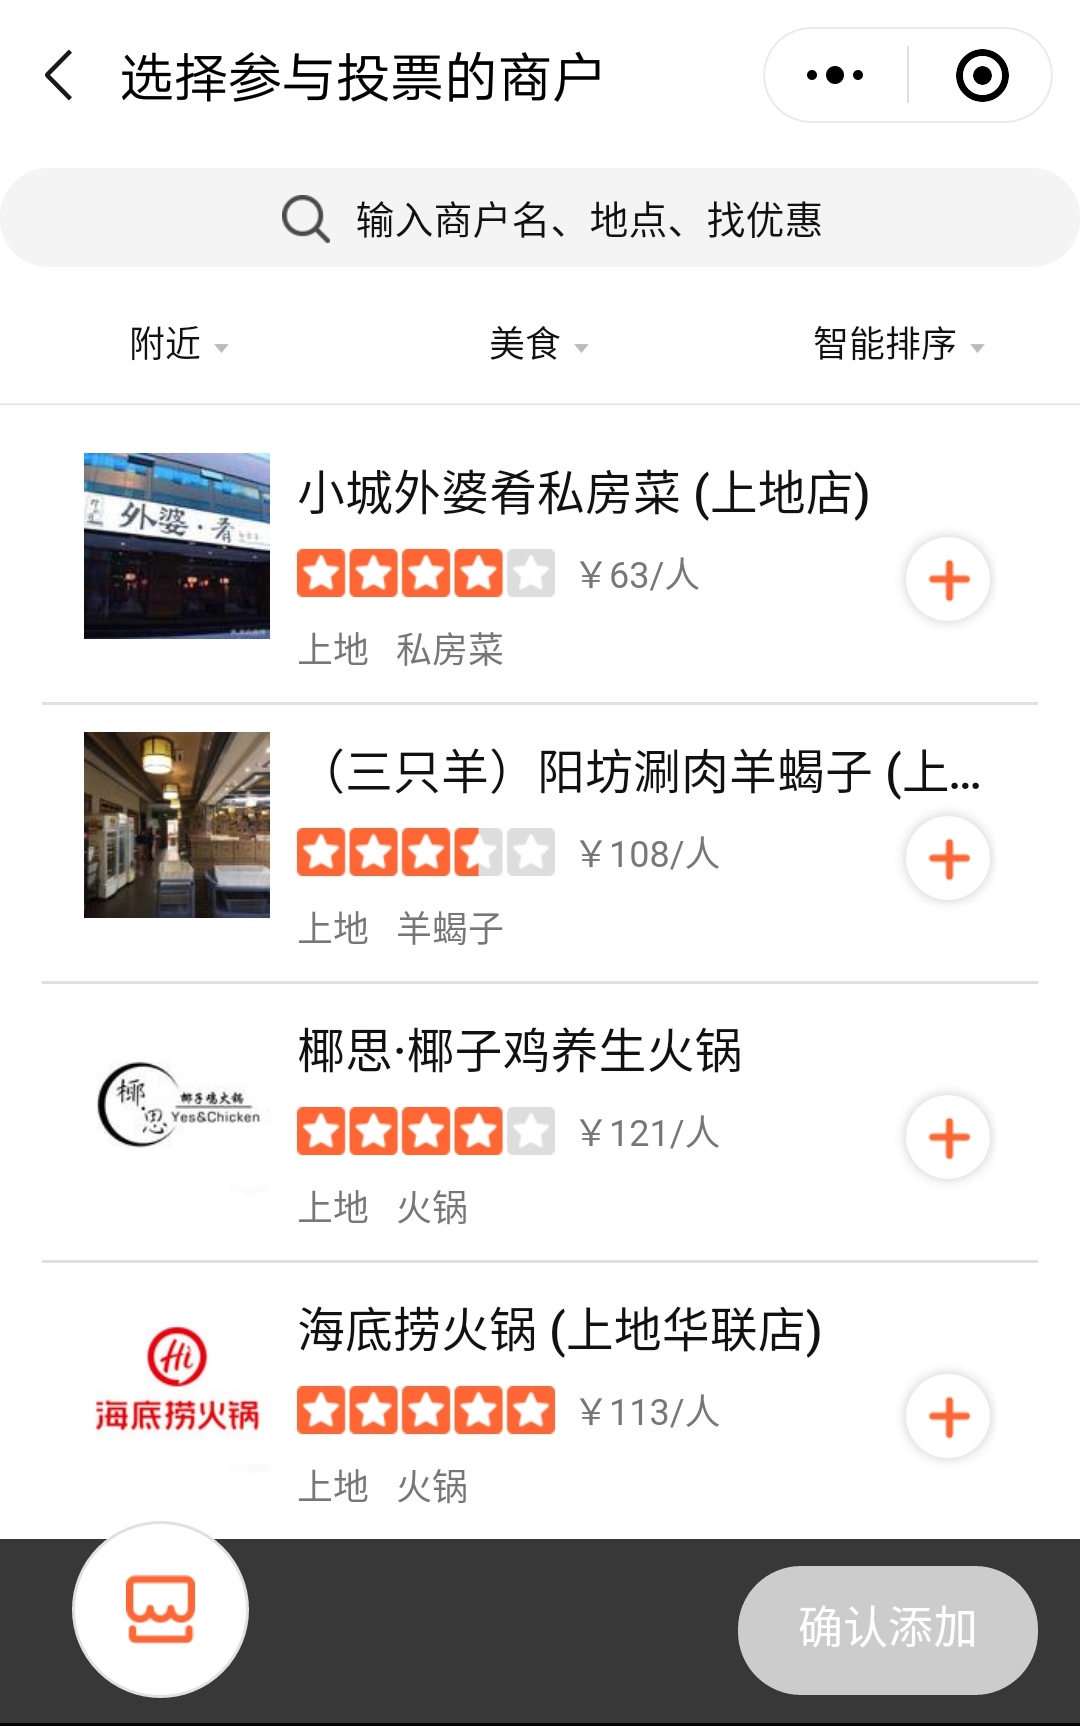 选择参与投票的商户
输入商户名、地点、找优惠
附近 美食 智能排序
外婆·肴
小城外婆肴私房菜 (上地店)
￥63/人
上地 私房菜
（三只羊）阳坊涮肉羊蝎子 (上...
￥108/人
上地 羊蝎子
椰思
椰子鸡火锅
Yes&Chicken
椰思·椰子鸡养生火锅
￥121/人
上地 火锅
Hi
海底捞火锅
海底捞火锅 (上地华联店)
￥113/人
上地 火锅
确认添加